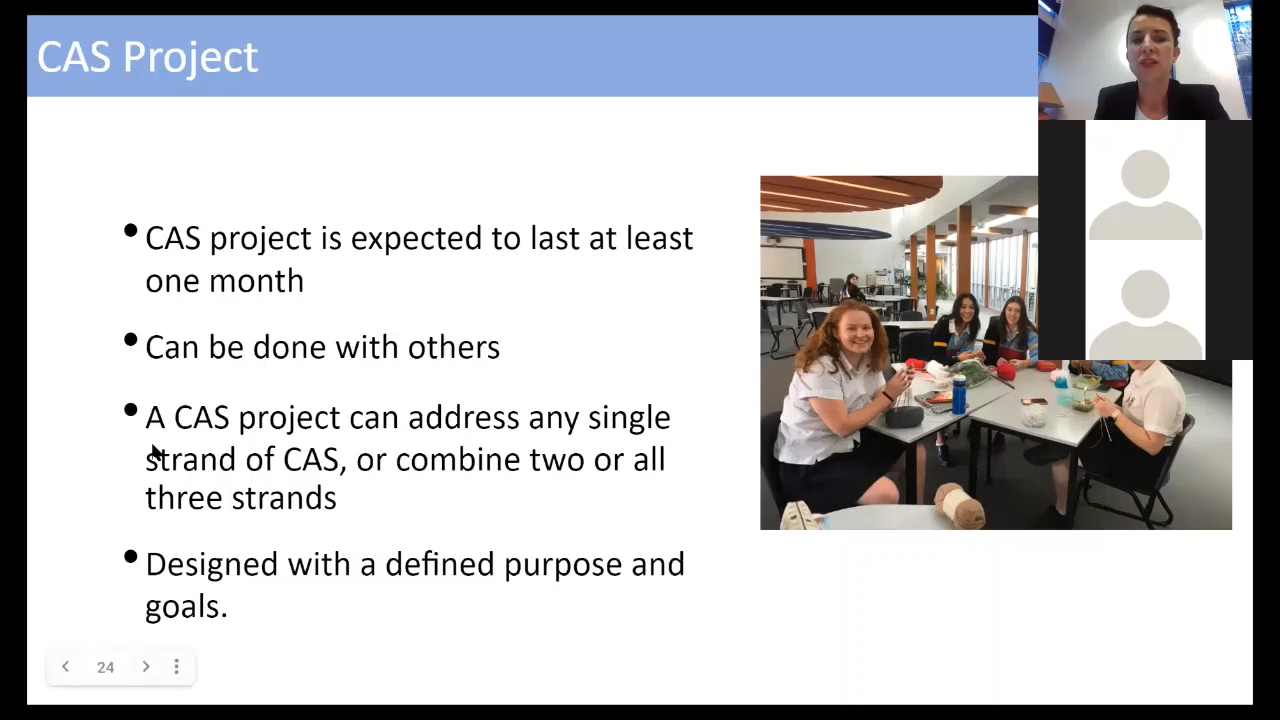 CAS Project
• CAS project is expected to last at least
one month
• Can be done with others
• A CAS project can address any single
strand of CAS, or combine two or all
three strands
• Designed with a defined purpose and
goals.
24